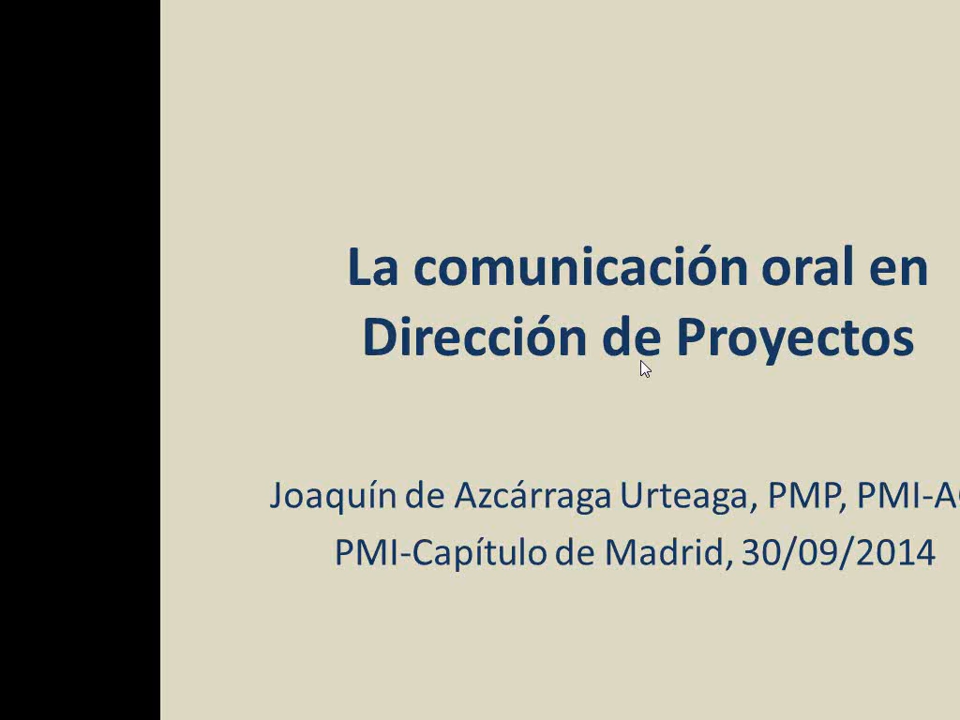 La comunicación oral en
Dirección de Proyectos
Joaquín de Azcárraga Urteaga, PMP,
PMI-Capítulo de Madrid, 30/09/2014